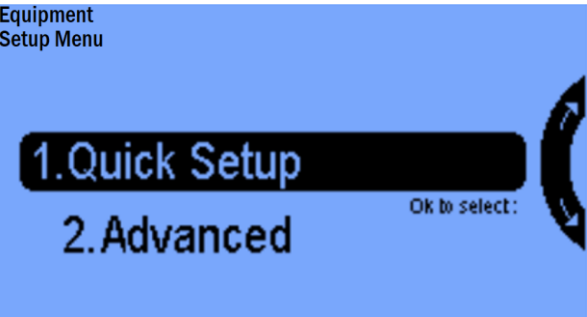 Equipment
Setup Menu
1.Quick Setup
Ok to select:
2.Advanced